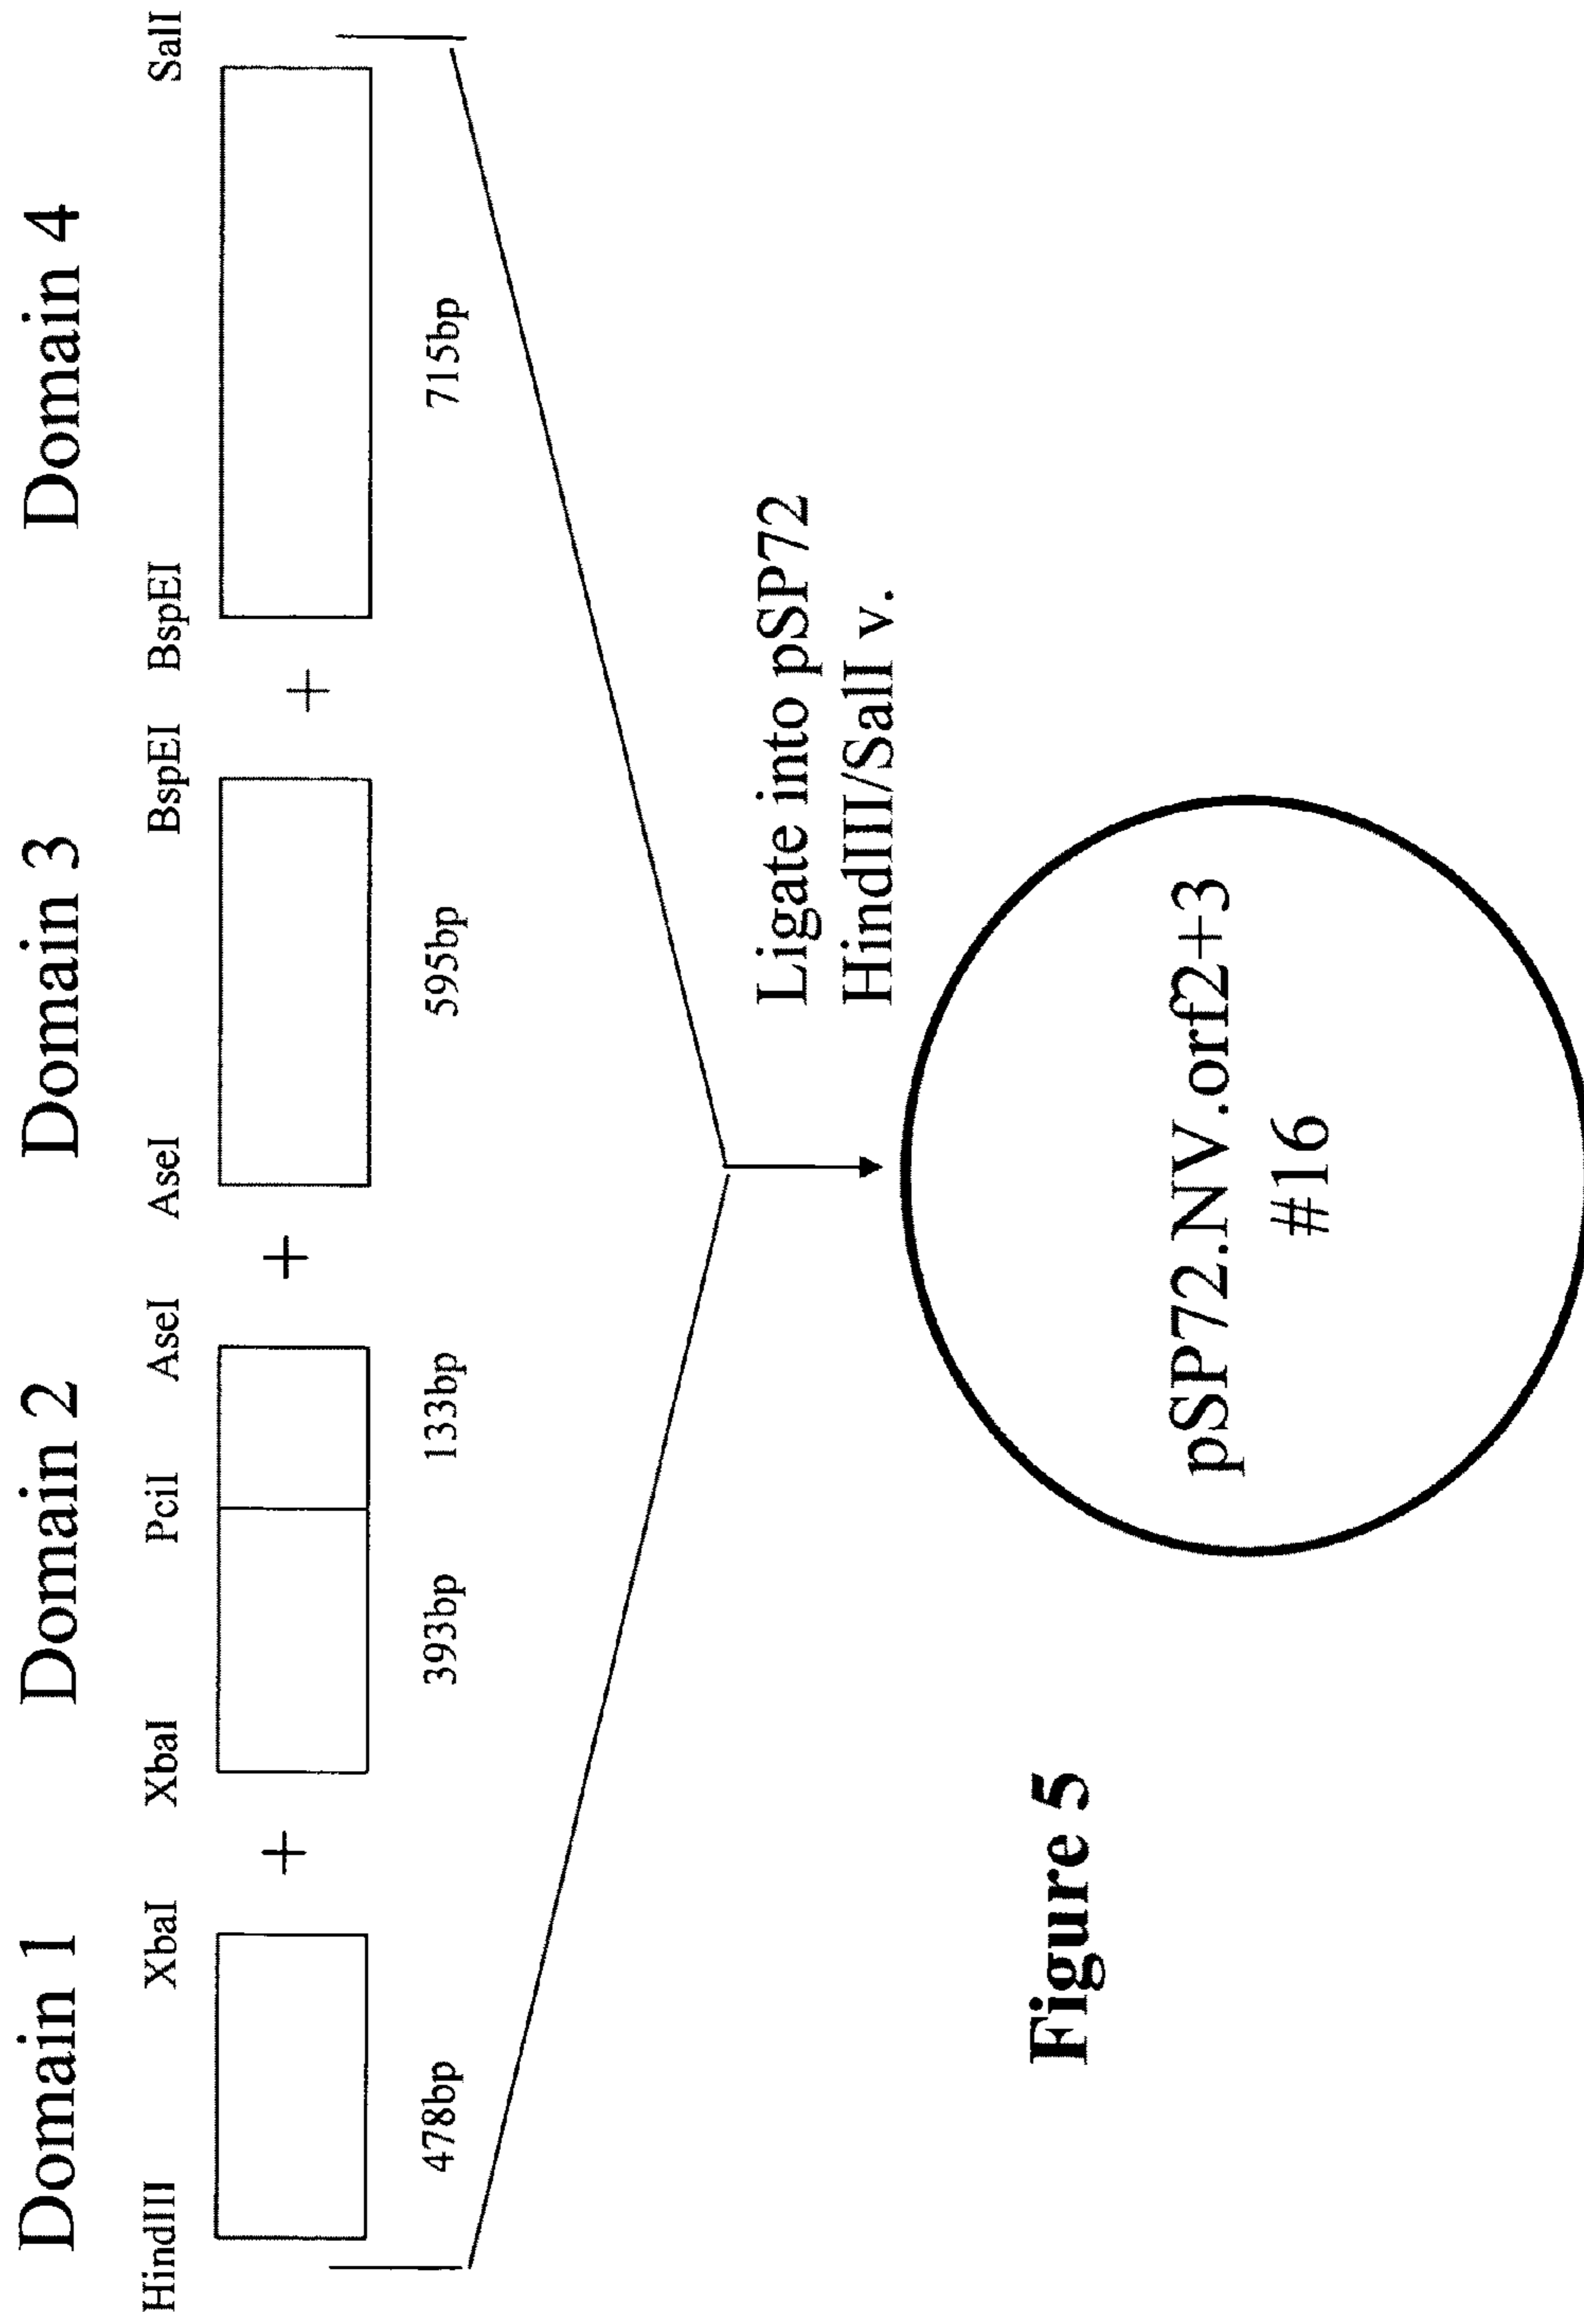 Domain 1 Domain 2 Domain 3 Domain 4
HindIII XbaI XbaI PciI AseI AseI BspEI BspEI SalI
+ + +
478bp 393bp 133bp 595bp 715bp
Ligate into pSP72
HindIII/SalI v.
pSP72.NV.orf2+3
#16
Figure 5